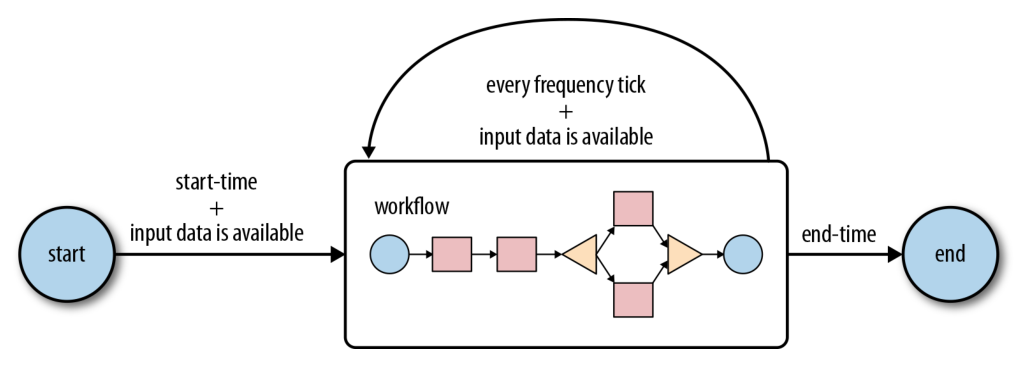 every frequency tick
+
input data is available
start-time
+
input data is available
workflow
start
end-time
end